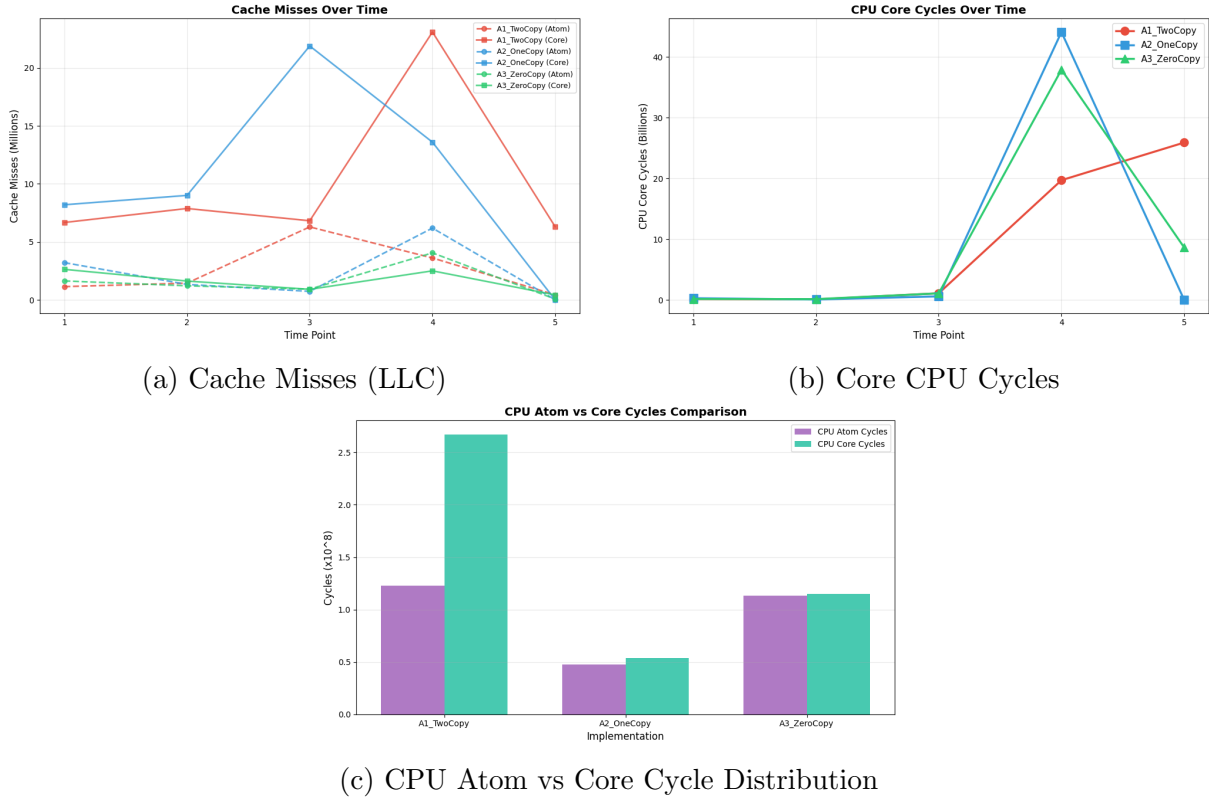 Cache Misses Over Time
Cache Misses (Millions)
20
15
10
5
0
A1_TwoCopy (Atom)
A1_TwoCopy (Core)
A2_OneCopy (Atom)
A2_OneCopy (Core)
A3_ZeroCopy (Atom)
A3_ZeroCopy (Core)
1 2 3 4 5
Time Point
(a) Cache Misses (LLC)
CPU Core Cycles Over Time
CPU Core Cycles (Billions)
40
30
20
10
0
A1_TwoCopy
A2_OneCopy
A3_ZeroCopy
1 2 3 4 5
Time Point
(b) Core CPU Cycles
CPU Atom vs Core Cycles Comparison
Cycles (x10^8)
2.5
2.0
1.5
1.0
0.5
0.0
CPU Atom Cycles
CPU Core Cycles
A1_TwoCopy A2_OneCopy A3_ZeroCopy
Implementation
(c) CPU Atom vs Core Cycle Distribution